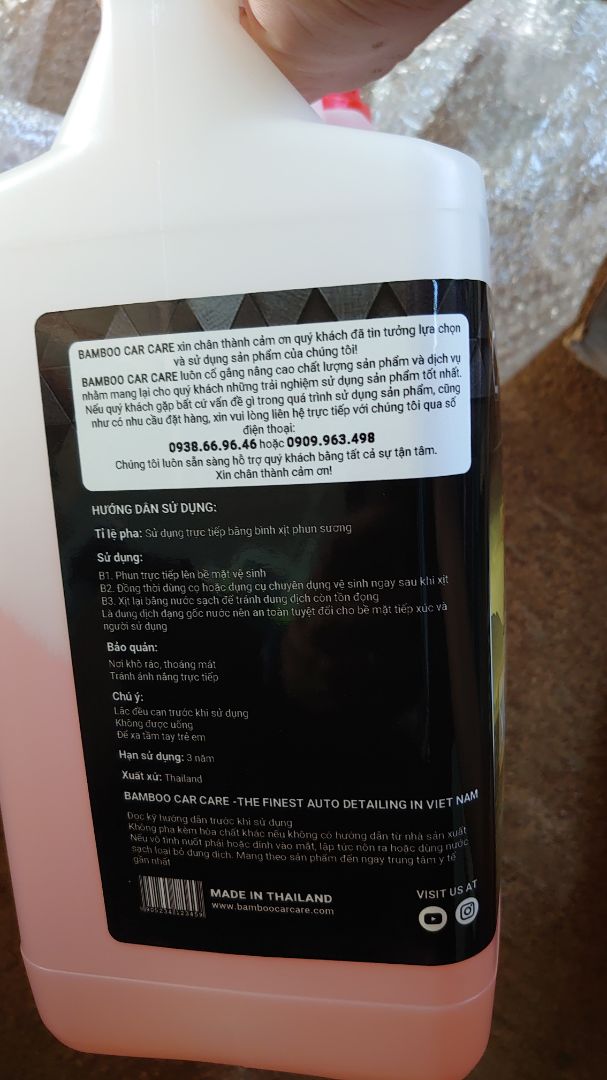 BAMBOO CAR CARE xin chân thành cảm ơn quý khách đã tin tưởng lựa chọn
và sử dụng sản phẩm của chúng tôi!
BAMBOO CAR CARE luôn cố gắng nâng cao chất lượng sản phẩm và dịch vụ
nhằm mang lại cho quý khách những trải nghiệm sử dụng sản phẩm tốt nhất.
Nếu quý khách gặp bất cứ vấn đề gì trong quá trình sử dụng sản phẩm, cũng
như có nhu cầu đặt hàng, xin vui lòng liên hệ trực tiếp với chúng tôi qua số
điện thoại:
0938.66.96.46 hoặc 0909.963.498
Chúng tôi luôn sẵn sàng hỗ trợ quý khách bằng tất cả sự tận tâm.
Xin chân thành cảm ơn!
HƯỚNG DẪN SỬ DỤNG:
Tỉ lệ pha: Sử dụng trực tiếp bằng bình xịt phun sương
Sử dụng:
B1. Phun trực tiếp lên bề mặt vệ sinh
B2. Đồng thời dùng cọ hoặc dụng cụ chuyên dụng vệ sinh ngay sau khi xịt
B3. Xịt lại bằng nước sạch để tránh dung dịch còn tồn đọng
Là dung dịch dạng gốc nước nên an toàn tuyệt đối cho bề mặt tiếp xúc và
người sử dụng
Bảo quản:
Nơi khô ráo, thoáng mát
Tránh ánh nắng trực tiếp
Chú ý:
Lắc đều can trước khi sử dụng
Không được uống
Để xa tầm tay trẻ em
Hạn sử dụng: 3 năm
Xuất xứ: Thailand
BAMBOO CAR CARE -THE FINEST AUTO DETAILING IN VIET NAM
Đọc kỹ hướng dẫn trước khi sử dụng
Không pha kèm hóa chất khác nếu không có hướng dẫn từ nhà sản xuất
Nếu vô tình nuốt phải hoặc dính vào mắt, lập tức nôn ra hoặc dùng nước
sạch loại bỏ dung dịch. Mang theo sản phẩm đến ngay trung tâm y tế
gần nhất
MADE IN THAILAND
www.bamboocarcare.com
VISIT US AT